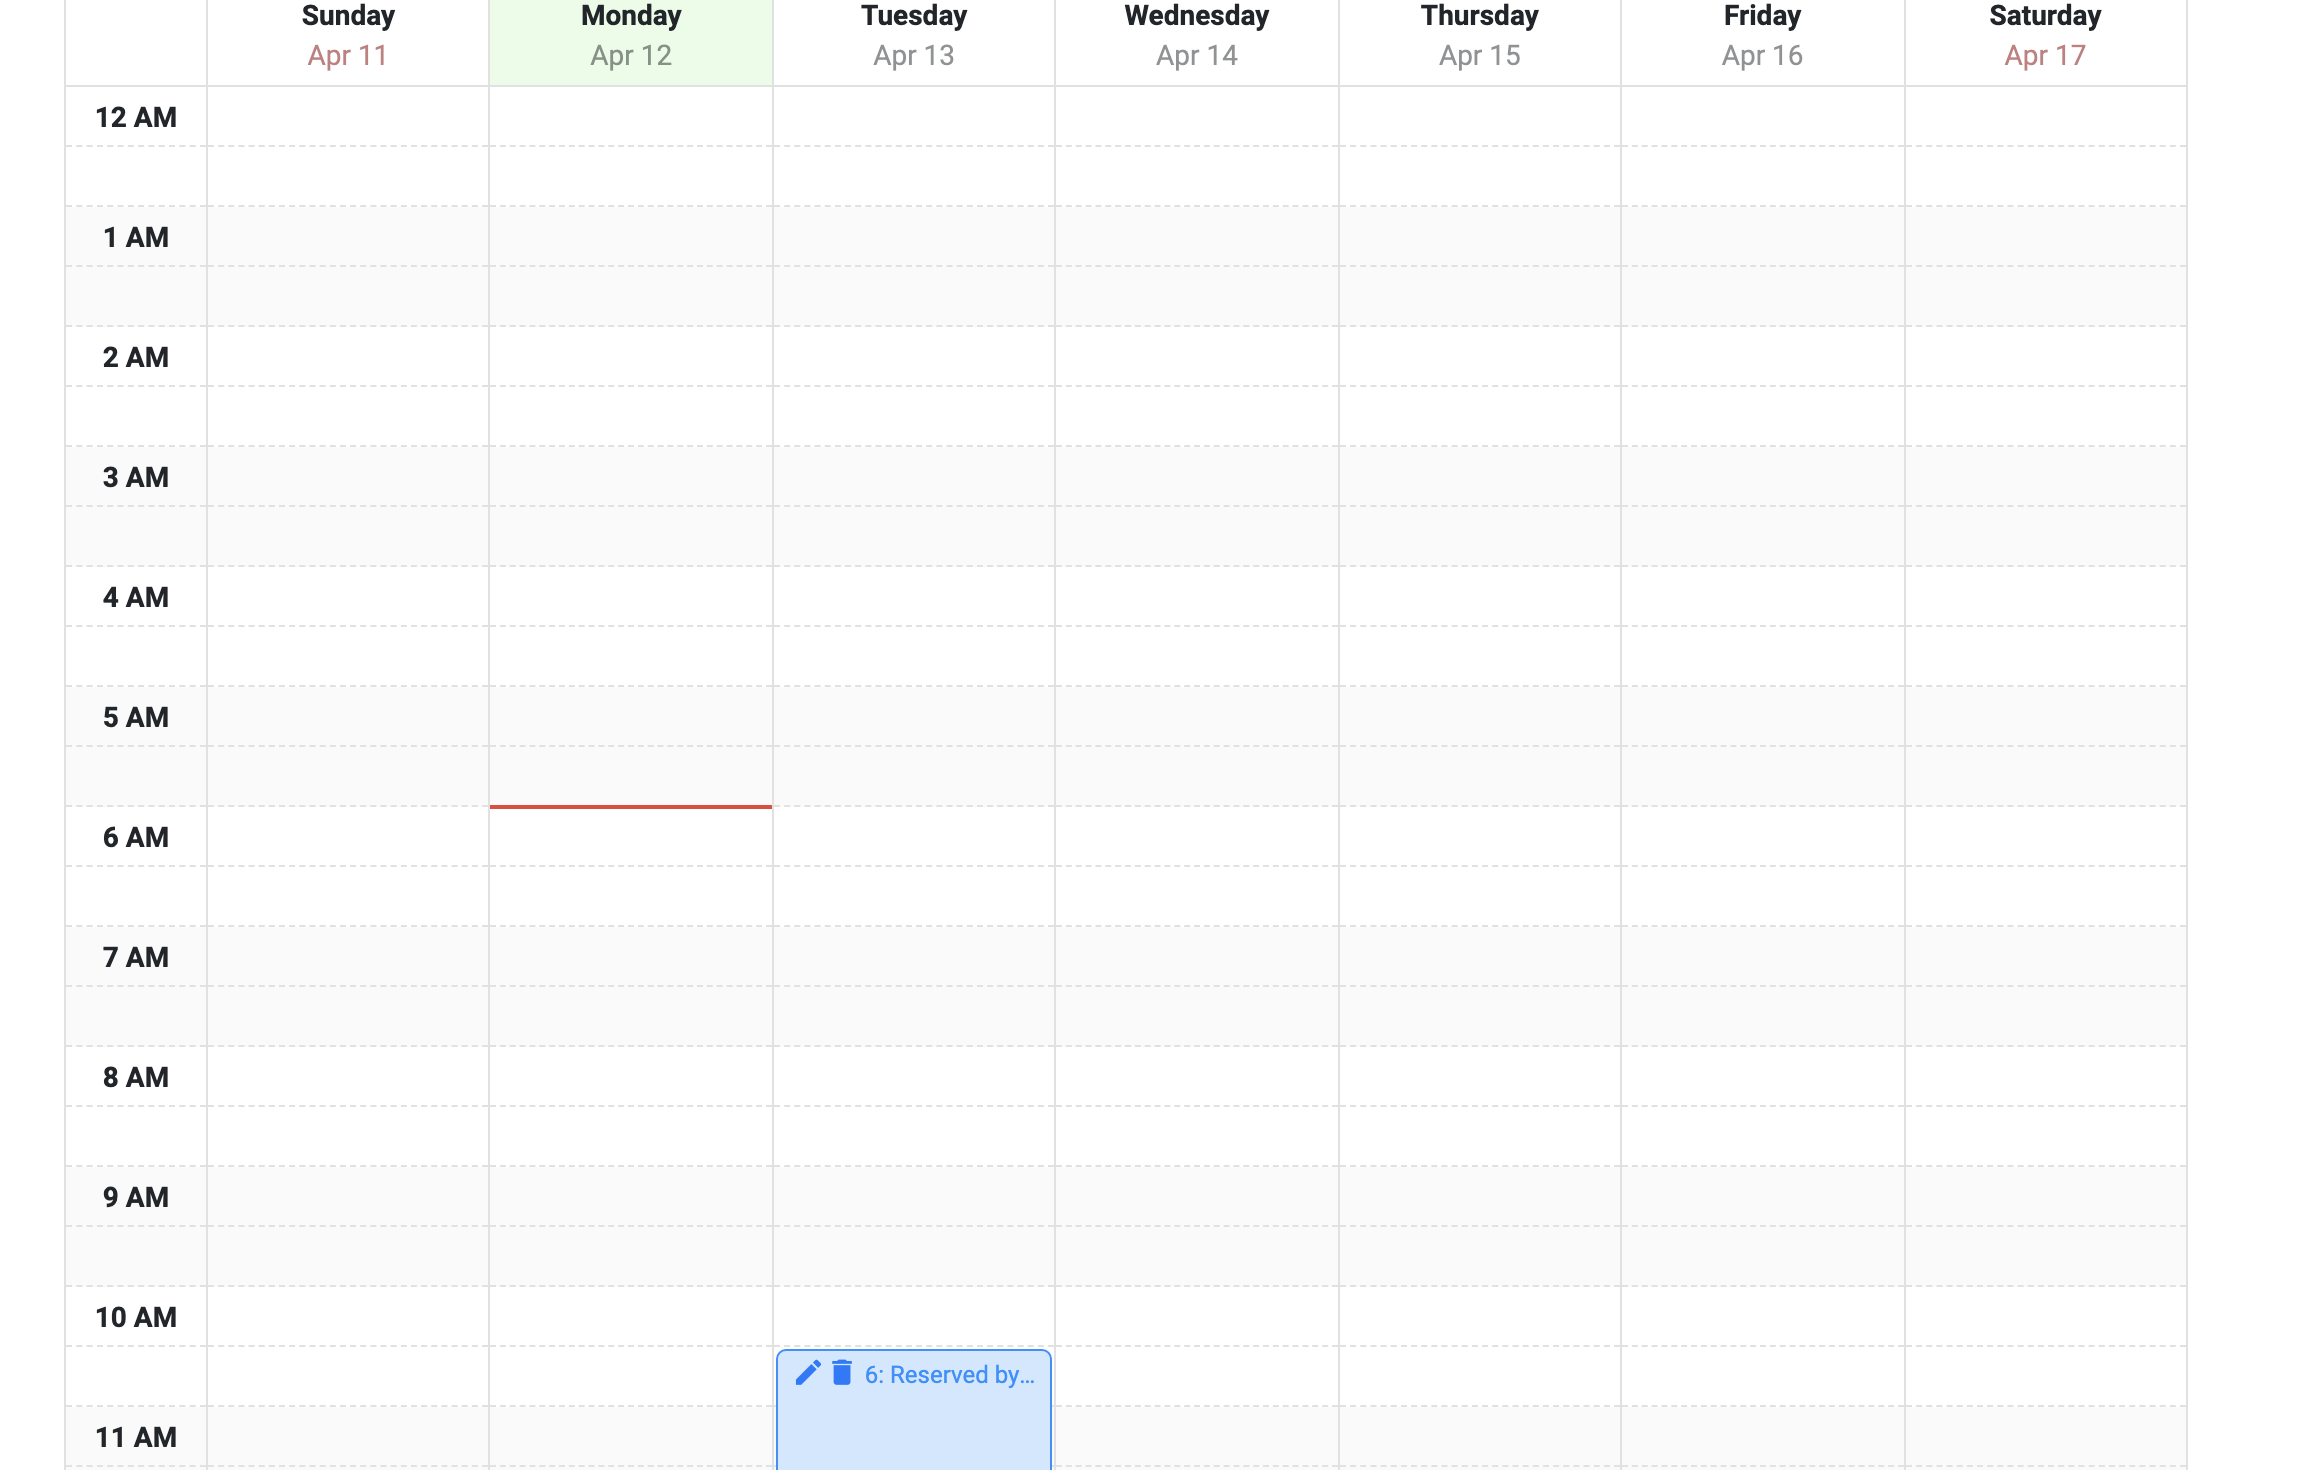 Sunday Monday Tuesday Wednesday Thursday Friday Saturday
Apr 11 Apr 12 Apr 13 Apr 14 Apr 15 Apr 16 Apr 17
12 AM
1 AM
2 AM
3 AM
4 AM
5 AM
6 AM
7 AM
8 AM
9 AM
10 AM
6: Reserved by...
11 AM